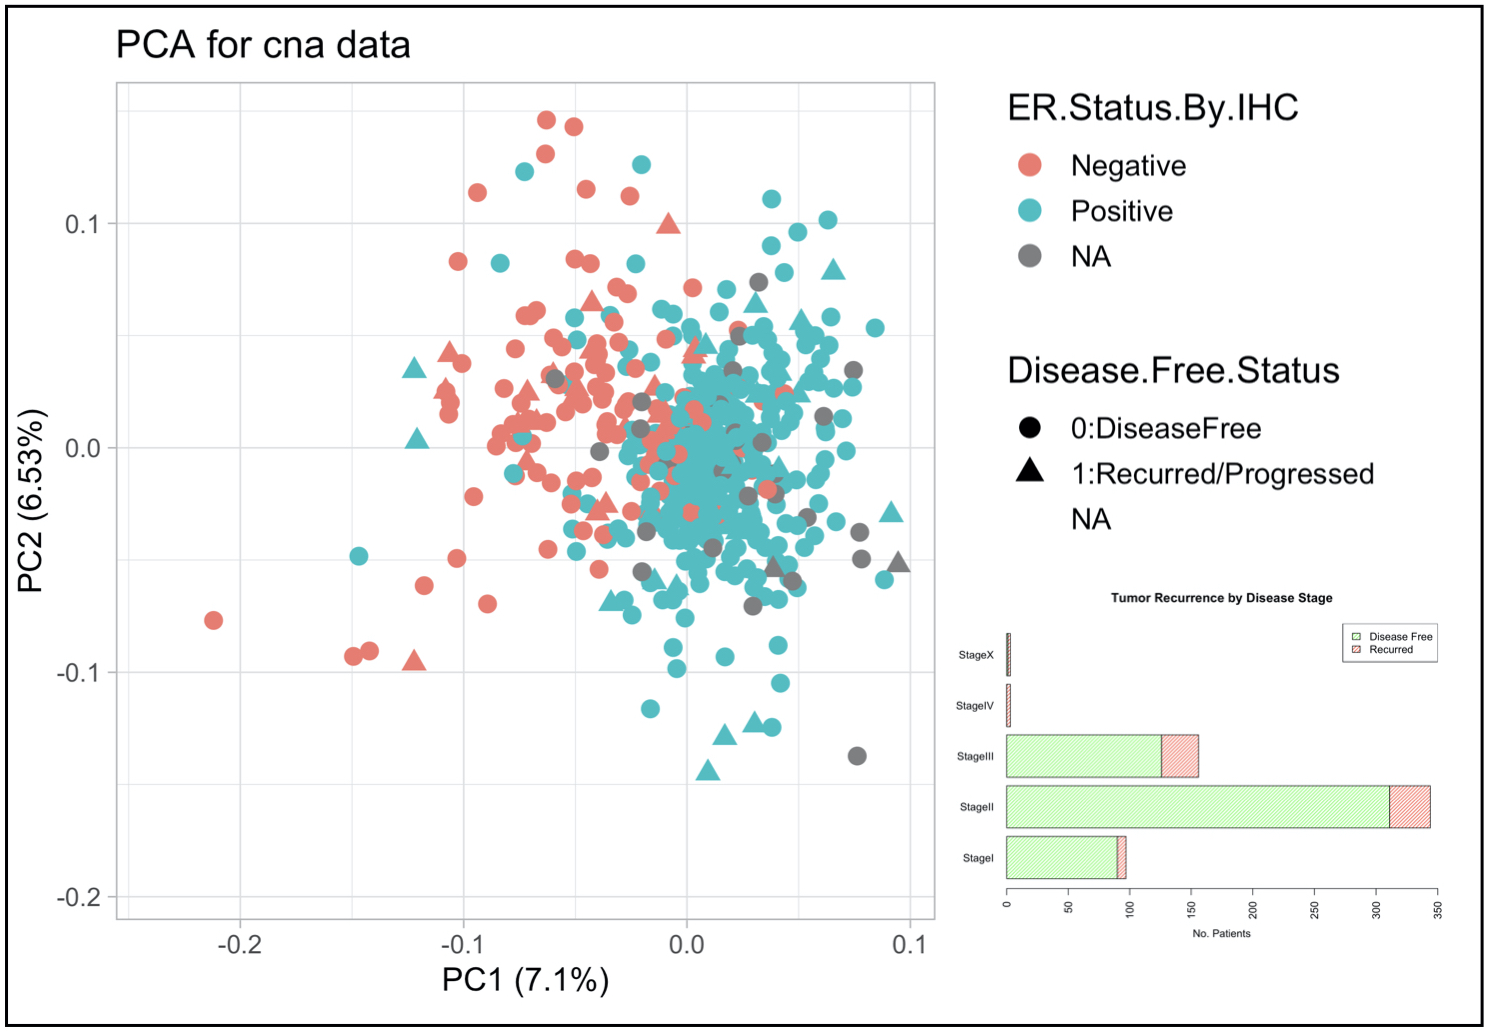 PCA for cna data
0.1
0.0
-0.1
-0.2
PC2 (6.53%)
-0.2
-0.1
0.0
0.1
PC1 (7.1%)
ER.Status.By.IHC
Negative
Positive
NA
Disease.Free.Status
0:DiseaseFree
1:Recurred/Progressed
NA
Tumor Recurrence by Disease Stage
Disease Free
Recurred
StageX
StageIV
StageIII
StageII
StageI
0
50
100
150
200
250
300
350
No. Patients